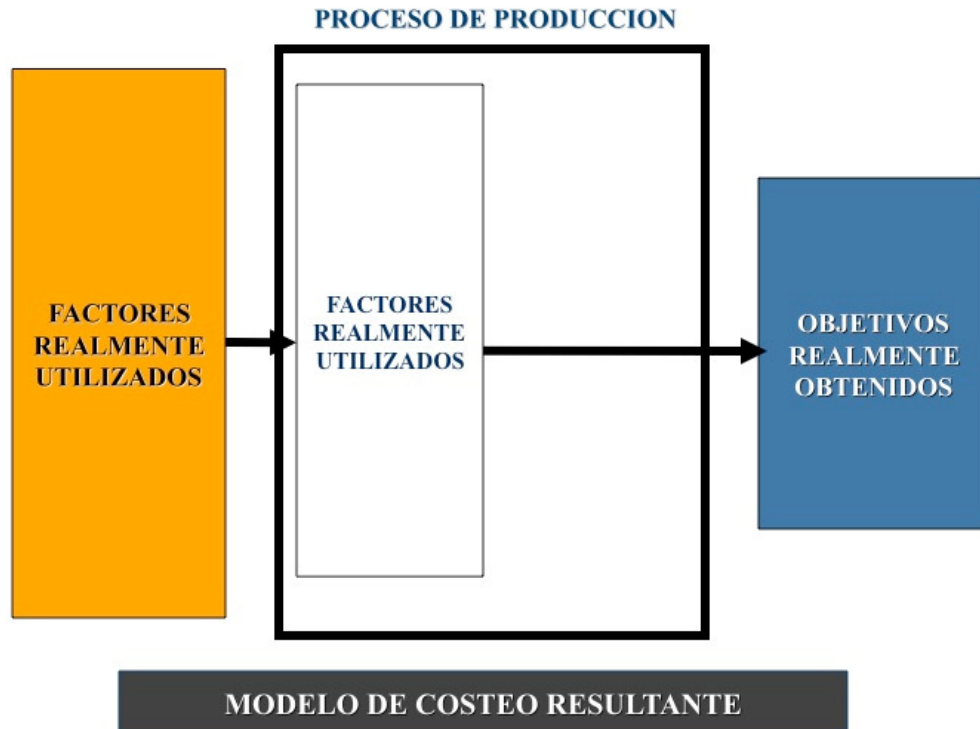 PROCESO DE PRODUCCION
FACTORES
REALMENTE
UTILIZADOS
FACTORES
REALMENTE
UTILIZADOS
OBJETIVOS
REALMENTE
OBTENIDOS
MODELO DE COSTEO RESULTANTE